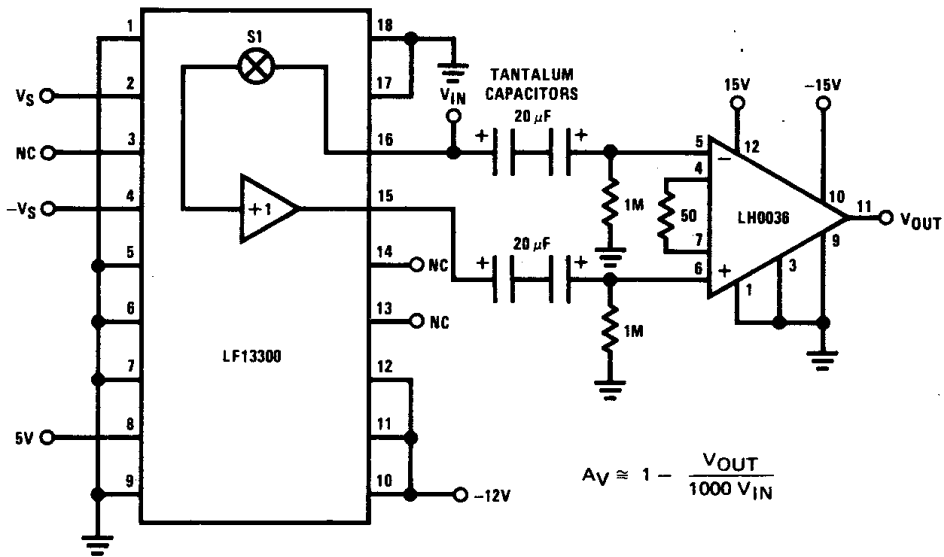 1
2
3
4
5
6
7
8
9
VS
NC
-VS
5V
S1
+1
LF13300
18
17
16
15
14
13
12
11
10
NC
NC
-12V
VIN
TANTALUM
CAPACITORS
20 µF
+ +
20 µF
+ +
1M
1M
15V
-15V
5
4
7
6
12
10
11
9
3
1
-
+
50
LH0036
VOUT
AV ≅ 1 - VOUT
1000 VIN